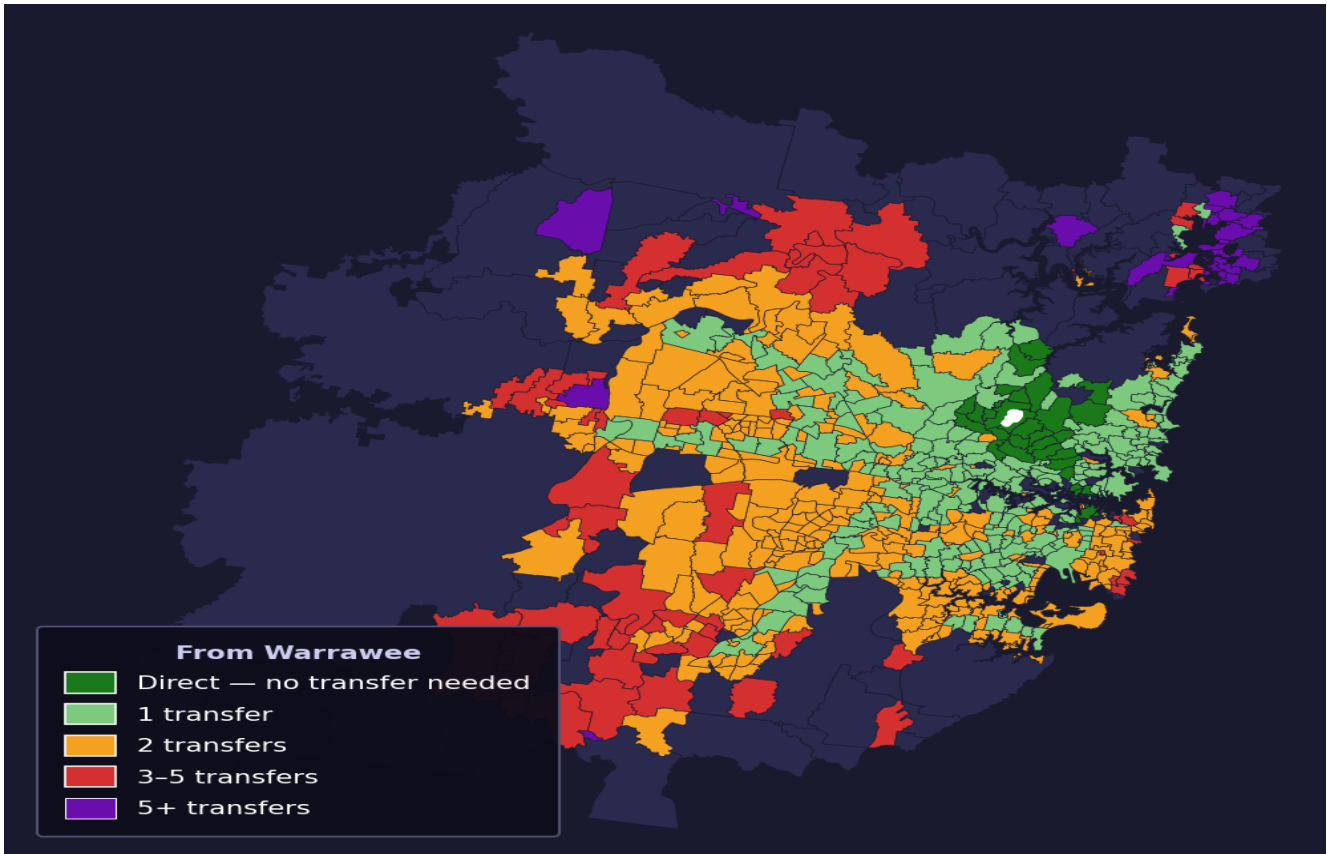 From Warrawee
Direct — no transfer needed
1 transfer
2 transfers
3–5 transfers
5+ transfers